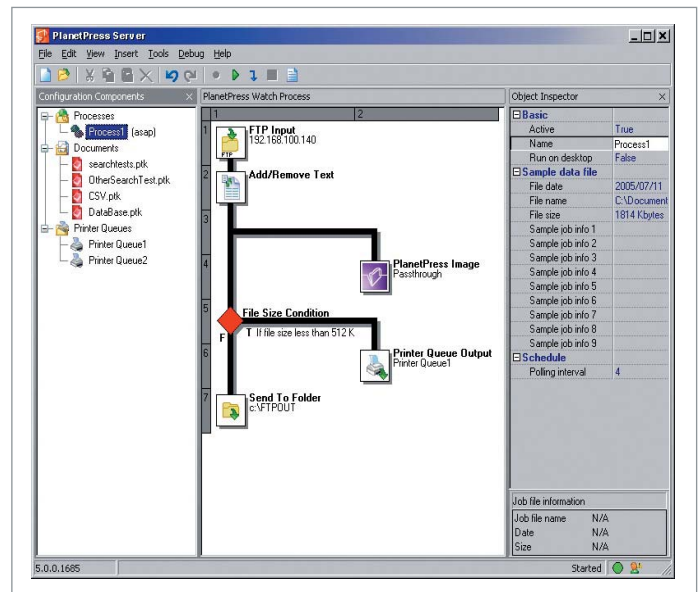 PlanetPress Server
File Edit View Insert Tools Debug Help
Configuration Components
Processes
Process1 (asap)
Documents
searchtests.ptk
OtherSearchTest.ptk
CSV.ptk
DataBase.ptk
Printer Queues
Printer Queue1
Printer Queue2
PlanetPress Watch Process
1 2
1
FTP Input
192.168.100.140
FTP
2
Add/Remove Text
3
4
PlanetPress Image
Passthrough
5
File Size Condition
F T If file size less than 512 K
6
Printer Queue Output
Printer Queue1
7
Send To Folder
c:\FTPOUT
Object Inspector
Basic
Active True
Name Process1
Run on desktop False
Sample data file
File date 2005/07/11
File name C:\Document
File size 1814 Kbytes
Sample job info 1
Sample job info 2
Sample job info 3
Sample job info 4
Sample job info 5
Sample job info 6
Sample job info 7
Sample job info 8
Sample job info 9
Schedule
Polling interval 4
Job file information
Job file name N/A
Date N/A
Size N/A
5.0.0.1685
Started